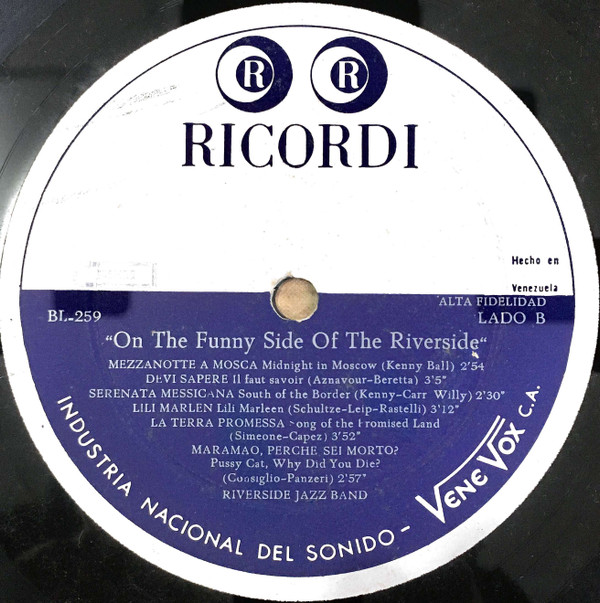 R R
RICORDI
Hecho en
Venezuela
ALTA FIDELIDAD
BL-259
LADO B
"On The Funny Side Of The Riverside"
MEZZANOTTE A MOSCA Midnight in Moscow (Kenny Ball) 2'54
DEVI SAPERE Il faut savoir (Aznavour-Beretta) 3'5"
SERENATA MESSICANA South of the Border (Kenny-Carr Willy) 2'30"
LILI MARLEN Lili Marleen (Schultze-Leip-Rastelli) 3'12"
LA TERRA PROMESSA Song of the Promised Land
(Simeone-Capez) 3'52"
MARAMAO, PERCHE SEI MORTO?
Pussy Cat, Why Did You Die?
(Consiglio-Panzeri) 2'57"
RIVERSIDE JAZZ BAND
INDUSTRIA NACIONAL DEL SONIDO - VENE VOX C.A.